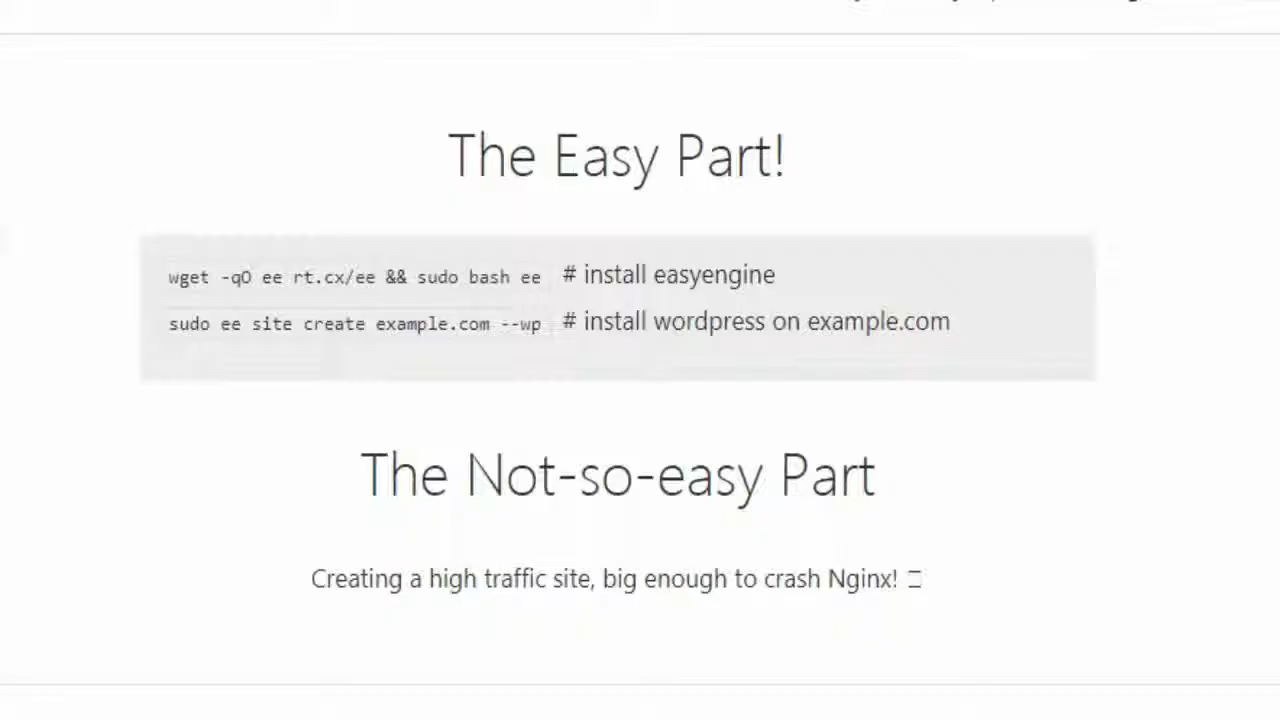 The Easy Part!
wget -qO ee rt.cx/ee && sudo bash ee # install easyengine
sudo ee site create example.com --wp # install wordpress on example.com
The Not-so-easy Part
Creating a high traffic site, big enough to crash Nginx!